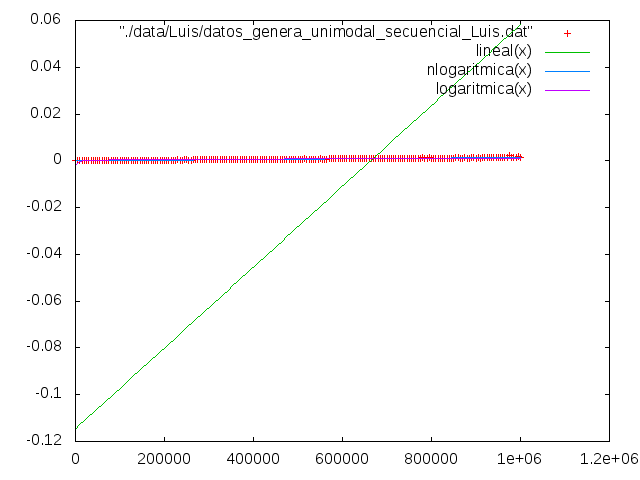 0.06
0.04
0.02
0
-0.02
-0.04
-0.06
-0.08
-0.1
-0.12
0
200000
400000
600000
800000
1e+06
1.2e+06
"./data/Luis/datos_genera_unimodal_secuencial_Luis.dat"
lineal(x)
nlogaritmica(x)
logaritmica(x)